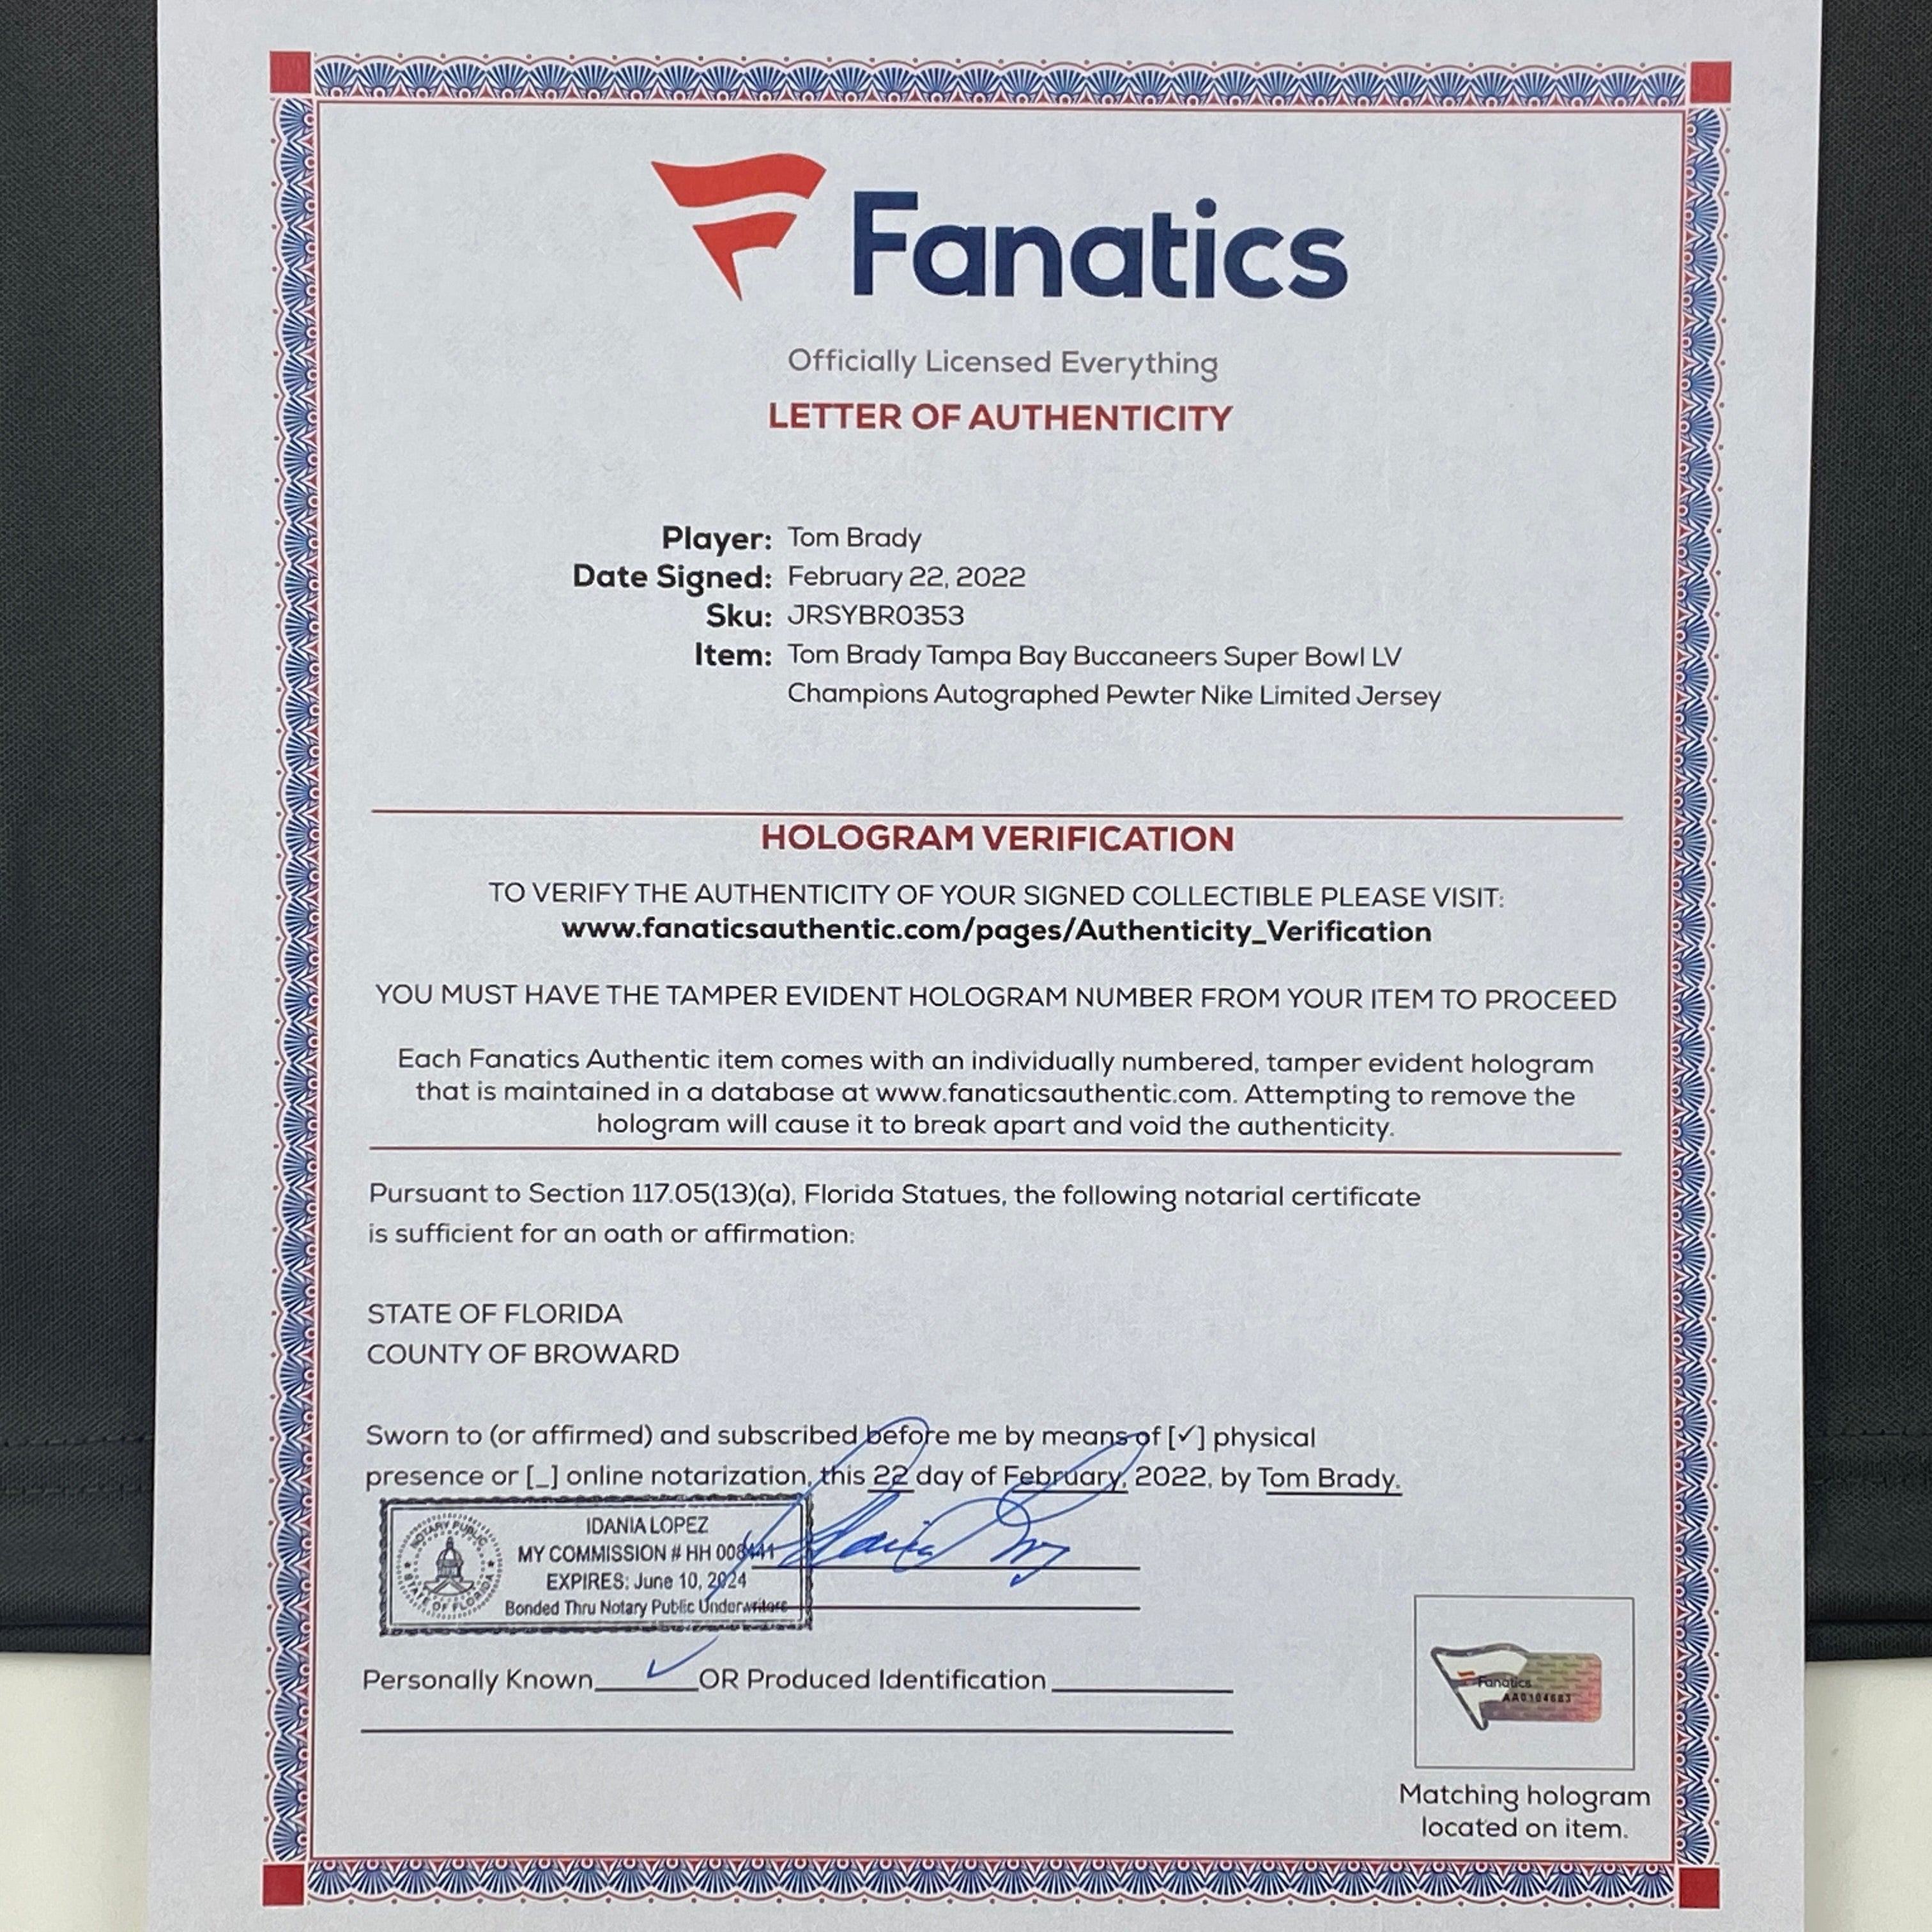 Fanatics
Officially Licensed Everything
LETTER OF AUTHENTICITY
Player: Tom Brady
Date Signed: February 22, 2022
Sku: JRSYBR0353
Item: Tom Brady Tampa Bay Buccaneers Super Bowl LV
Champions Autographed Pewter Nike Limited Jersey
HOLOGRAM VERIFICATION
TO VERIFY THE AUTHENTICITY OF YOUR SIGNED COLLECTIBLE PLEASE VISIT:
www.fanaticsauthentic.com/pages/Authenticity_Verification
YOU MUST HAVE THE TAMPER EVIDENT HOLOGRAM NUMBER FROM YOUR ITEM TO PROCEED
Each Fanatics Authentic item comes with an individually numbered, tamper evident hologram
that is maintained in a database at www.fanaticsauthentic.com. Attempting to remove the
hologram will cause it to break apart and void the authenticity.
Pursuant to Section 117.05(13)(a), Florida Statues, the following notarial certificate
is sufficient for an oath or affirmation:
STATE OF FLORIDA
COUNTY OF BROWARD
Sworn to (or affirmed) and subscribed before me by means of [✓] physical
presence or [_] online notarization, this 22 day of February, 2022, by Tom Brady.
NOTARY PUBLIC
STATE OF FLORIDA
IDANIA LOPEZ
MY COMMISSION # HH
EXPIRES: June 10, 2024
Bonded Thru Notary Public Underwriters
Personally Known ✓ OR Produced Identification
Fanatics
AA0104683
Matching hologram
located on item.